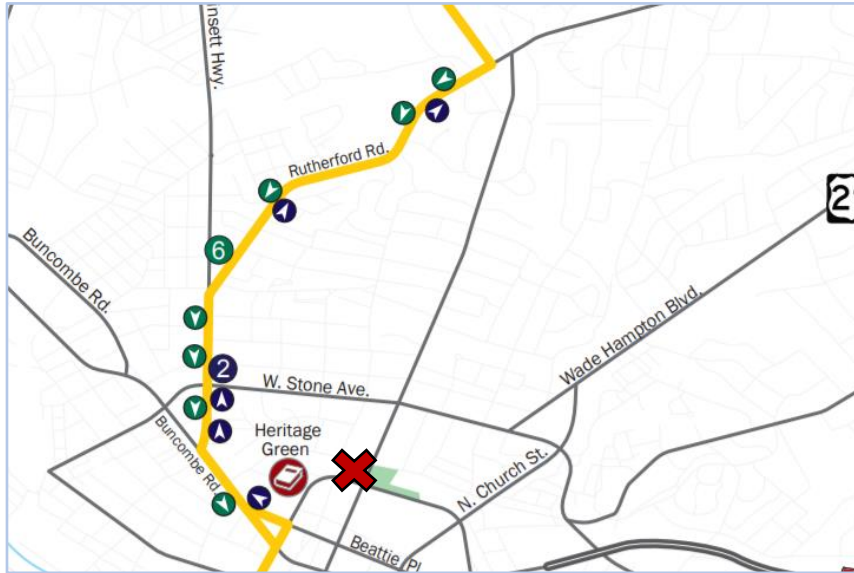 nsett Hwy.
Rutherford Rd.
2
6
Buncombe Rd.
Wade Hampton Blvd.
2
W. Stone Ave.
Buncombe Rd.
Heritage
Green
N. Church St.
Beattie Pl